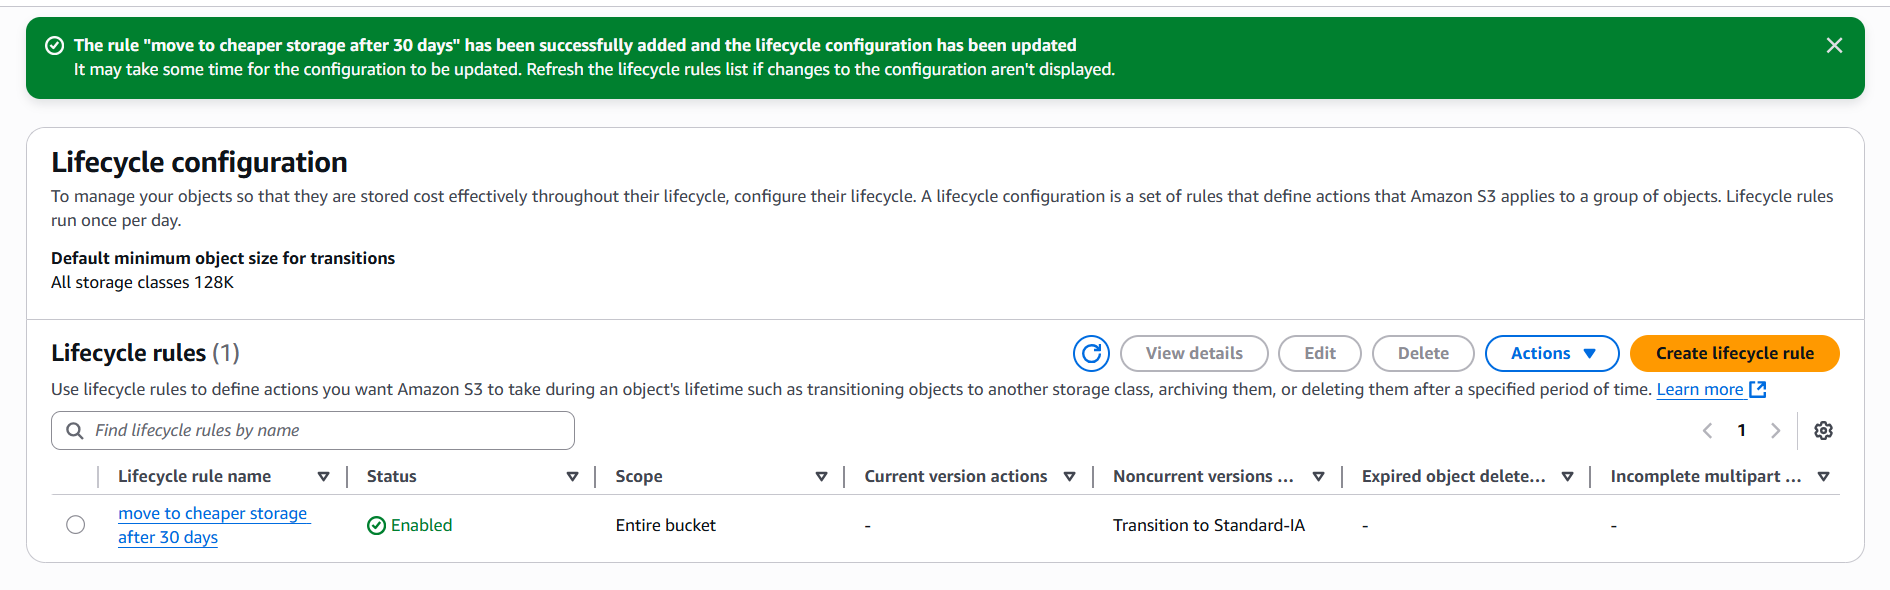 The rule "move to cheaper storage after 30 days" has been successfully added and the lifecycle configuration has been updated
It may take some time for the configuration to be updated. Refresh the lifecycle rules list if changes to the configuration aren't displayed.
Lifecycle configuration
To manage your objects so that they are stored cost effectively throughout their lifecycle, configure their lifecycle. A lifecycle configuration is a set of rules that define actions that Amazon S3 applies to a group of objects. Lifecycle rules
run once per day.
Default minimum object size for transitions
All storage classes 128K
Lifecycle rules (1)
View details
Edit
Delete
Actions
Create lifecycle rule
Use lifecycle rules to define actions you want Amazon S3 to take during an object's lifetime such as transitioning objects to another storage class, archiving them, or deleting them after a specified period of time. Learn more
Find lifecycle rules by name
1
Lifecycle rule name Status Scope Current version actions Noncurrent versions ... Expired object delete... Incomplete multipart ...
move to cheaper storage
after 30 days
Enabled Entire bucket - Transition to Standard-IA - -